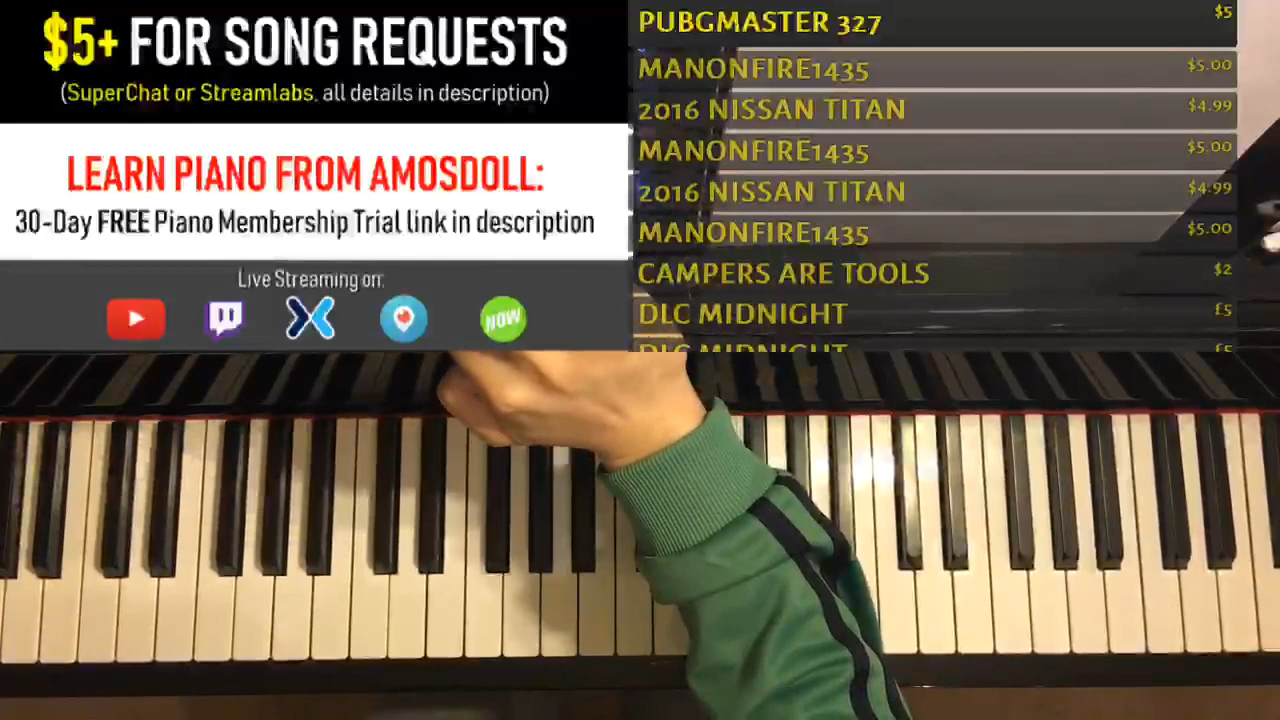 $5+ FOR SONG REQUESTS
(SuperChat or Streamlabs, all details in description)
LEARN PIANO FROM AMOSDOLL:
30-Day FREE Piano Membership Trial link in description
Live Streaming on:
NOW
PUBGMASTER 327 $5
MANONFIRE1435 $5.00
2016 NISSAN TITAN $4.99
MANONFIRE1435 $5.00
2016 NISSAN TITAN $4.99
MANONFIRE1435 $5.00
CAMPERS ARE TOOLS $2
DLC MIDNIGHT £5
DLC MIDNIGHT £5